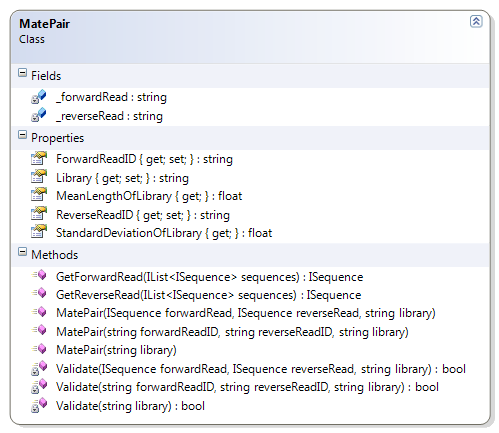 MatePair
Class
Fields
_forwardRead : string
_reverseRead : string
Properties
ForwardReadID { get; set; } : string
Library { get; set; } : string
MeanLengthOfLibrary { get; } : float
ReverseReadID { get; set; } : string
StandardDeviationOfLibrary { get; } : float
Methods
GetForwardRead(IList<ISequence> sequences) : ISequence
GetReverseRead(IList<ISequence> sequences) : ISequence
MatePair(ISequence forwardRead, ISequence reverseRead, string library)
MatePair(string forwardReadID, string reverseReadID, string library)
MatePair(string library)
Validate(ISequence forwardRead, ISequence reverseRead, string library) : bool
Validate(string forwardReadID, string reverseReadID, string library) : bool
Validate(string library) : bool